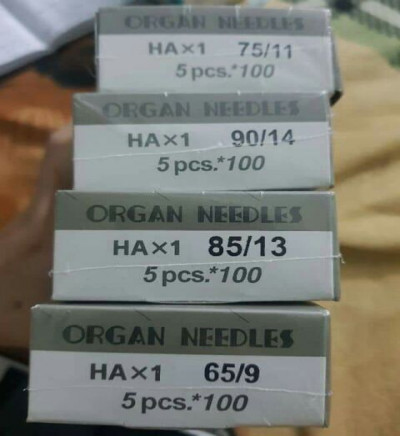 ORGAN NEEDLES
HA×1 75/11
5 pcs.*100
ORGAN NEEDLES
HA×1 90/14
5 pcs.*100
ORGAN NEEDLES
HA×1 85/13
5 pcs.*100
ORGAN NEEDLES
HA×1 65/9
5 pcs.*100